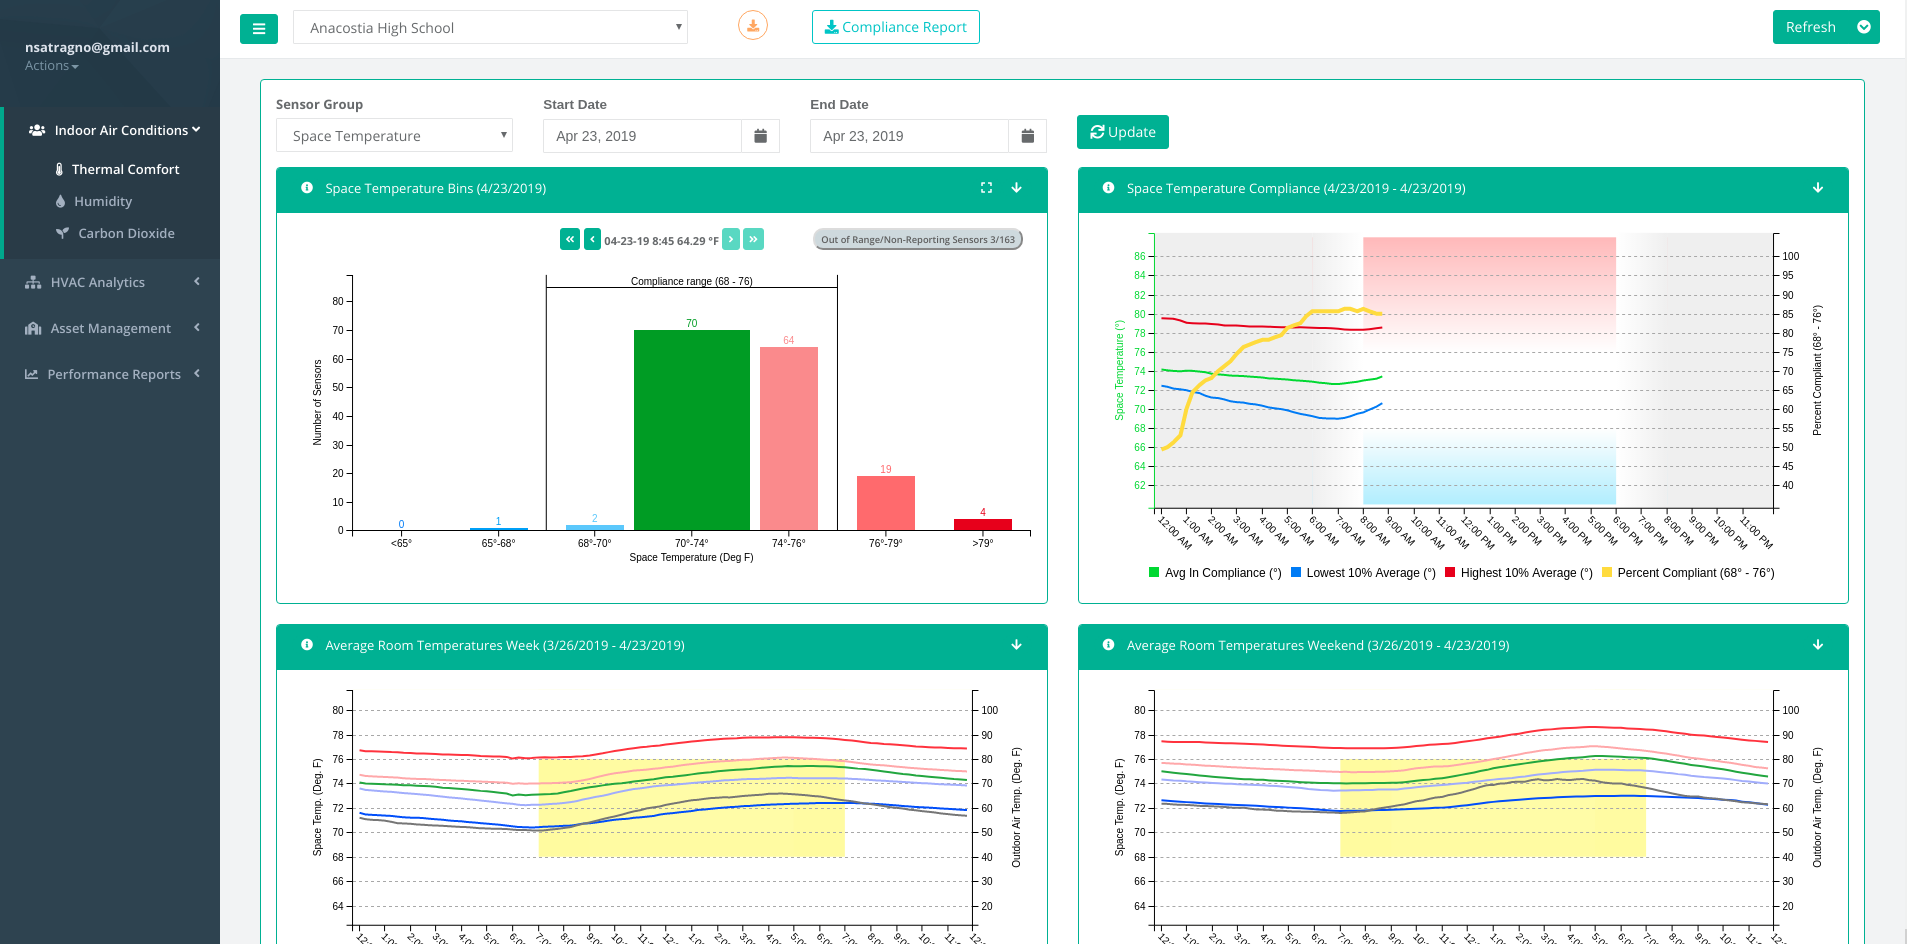 nsatragno@gmail.com
Actions
Indoor Air Conditions
Thermal Comfort
Humidity
Carbon Dioxide
HVAC Analytics
Asset Management
Performance Reports
Anacostia High School
Compliance Report
Refresh
Sensor Group
Start Date
End Date
Space Temperature
Apr 23, 2019
Apr 23, 2019
Update
Space Temperature Bins (4/23/2019)
04-23-19 8:45 64.29 °F
Out of Range/Non-Reporting Sensors 3/163
Compliance range (68 - 76)
Number of Sensors
80
70
60
50
40
30
20
10
0
0
1
2
70
64
19
4
<65°
65°-68°
68°-70°
70°-74°
74°-76°
76°-79°
>79°
Space Temperature (Deg F)
Space Temperature Compliance (4/23/2019 - 4/23/2019)
Space Temperature (°)
86
84
82
80
78
76
74
72
70
68
66
64
62
100
95
90
85
80
75
70
65
60
55
50
45
40
Percent Compliant (68° - 76°)
12:00 AM
1:00 AM
2:00 AM
3:00 AM
4:00 AM
5:00 AM
6:00 AM
7:00 AM
8:00 AM
9:00 AM
10:00 AM
11:00 AM
12:00 PM
1:00 PM
2:00 PM
3:00 PM
4:00 PM
5:00 PM
6:00 PM
7:00 PM
8:00 PM
9:00 PM
10:00 PM
11:00 PM
Avg In Compliance (°) Lowest 10% Average (°) Highest 10% Average (°) Percent Compliant (68° - 76°)
Average Room Temperatures Week (3/26/2019 - 4/23/2019)
Space Temp. (Deg. F)
80
78
76
74
72
70
68
66
64
100
90
80
70
60
50
40
30
20
Outdoor Air Temp. (Deg. F)
Average Room Temperatures Weekend (3/26/2019 - 4/23/2019)
Space Temp. (Deg. F)
80
78
76
74
72
70
68
66
64
100
90
80
70
60
50
40
30
20
Outdoor Air Temp. (Deg. F)